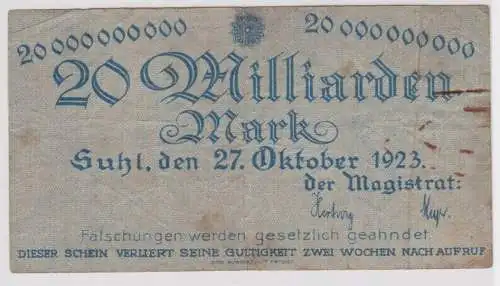 20 000 000 000 20 000 000 000
20 Milliarden
Mark
Suhl, den 27. Oktober 1923.
der Magistrat:
Fälschungen werden gesetzlich geahndet
DIESER SCHEIN VERLIERT SEINE GÜLTIGKEIT ZWEI WOCHEN NACH AUFRUF